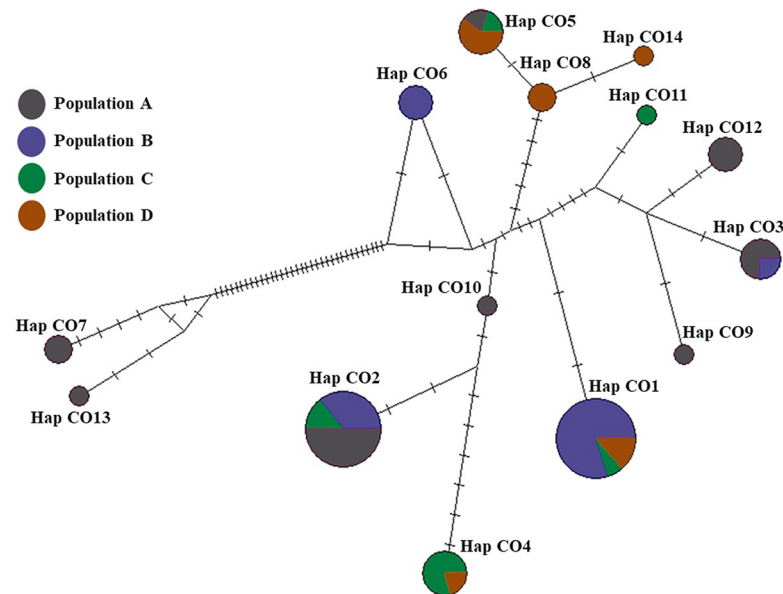 Hap CO5
Hap CO14
Hap CO8
Hap CO6
Hap CO11
Population A
Population B
Population C
Population D
Hap CO12
Hap CO3
Hap CO10
Hap CO7
Hap CO9
Hap CO13
Hap CO2
Hap CO1
Hap CO4